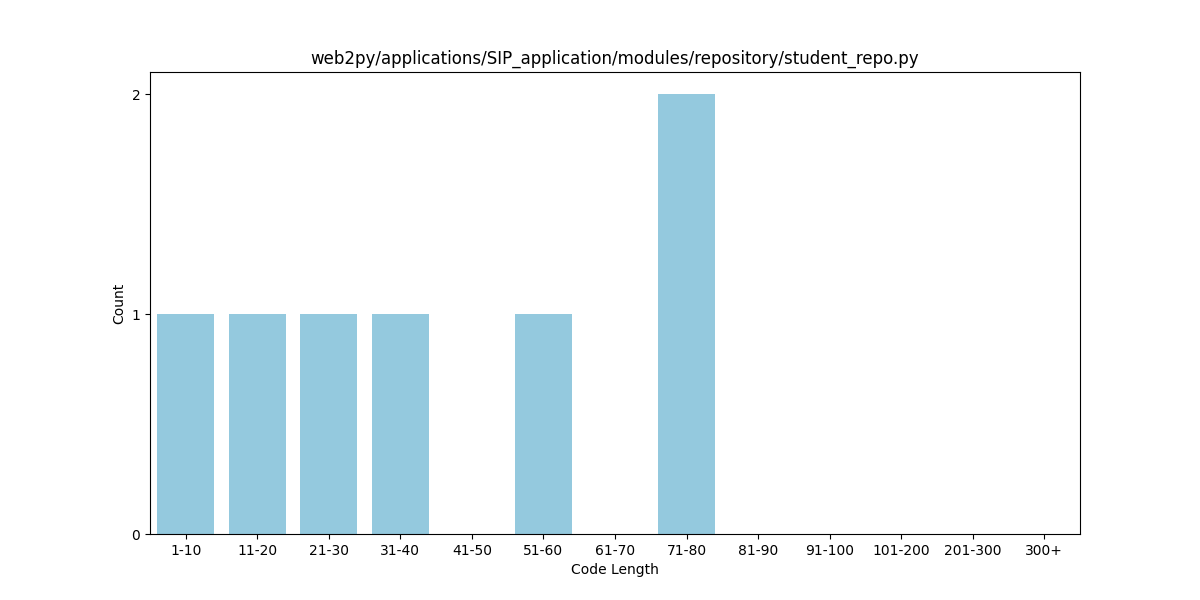 web2py/applications/SIP_application/modules/repository/student_repo.py
2
1
0
Count
1-10 11-20 21-30 31-40 41-50 51-60 61-70 71-80 81-90 91-100 101-200 201-300 300+
Code Length